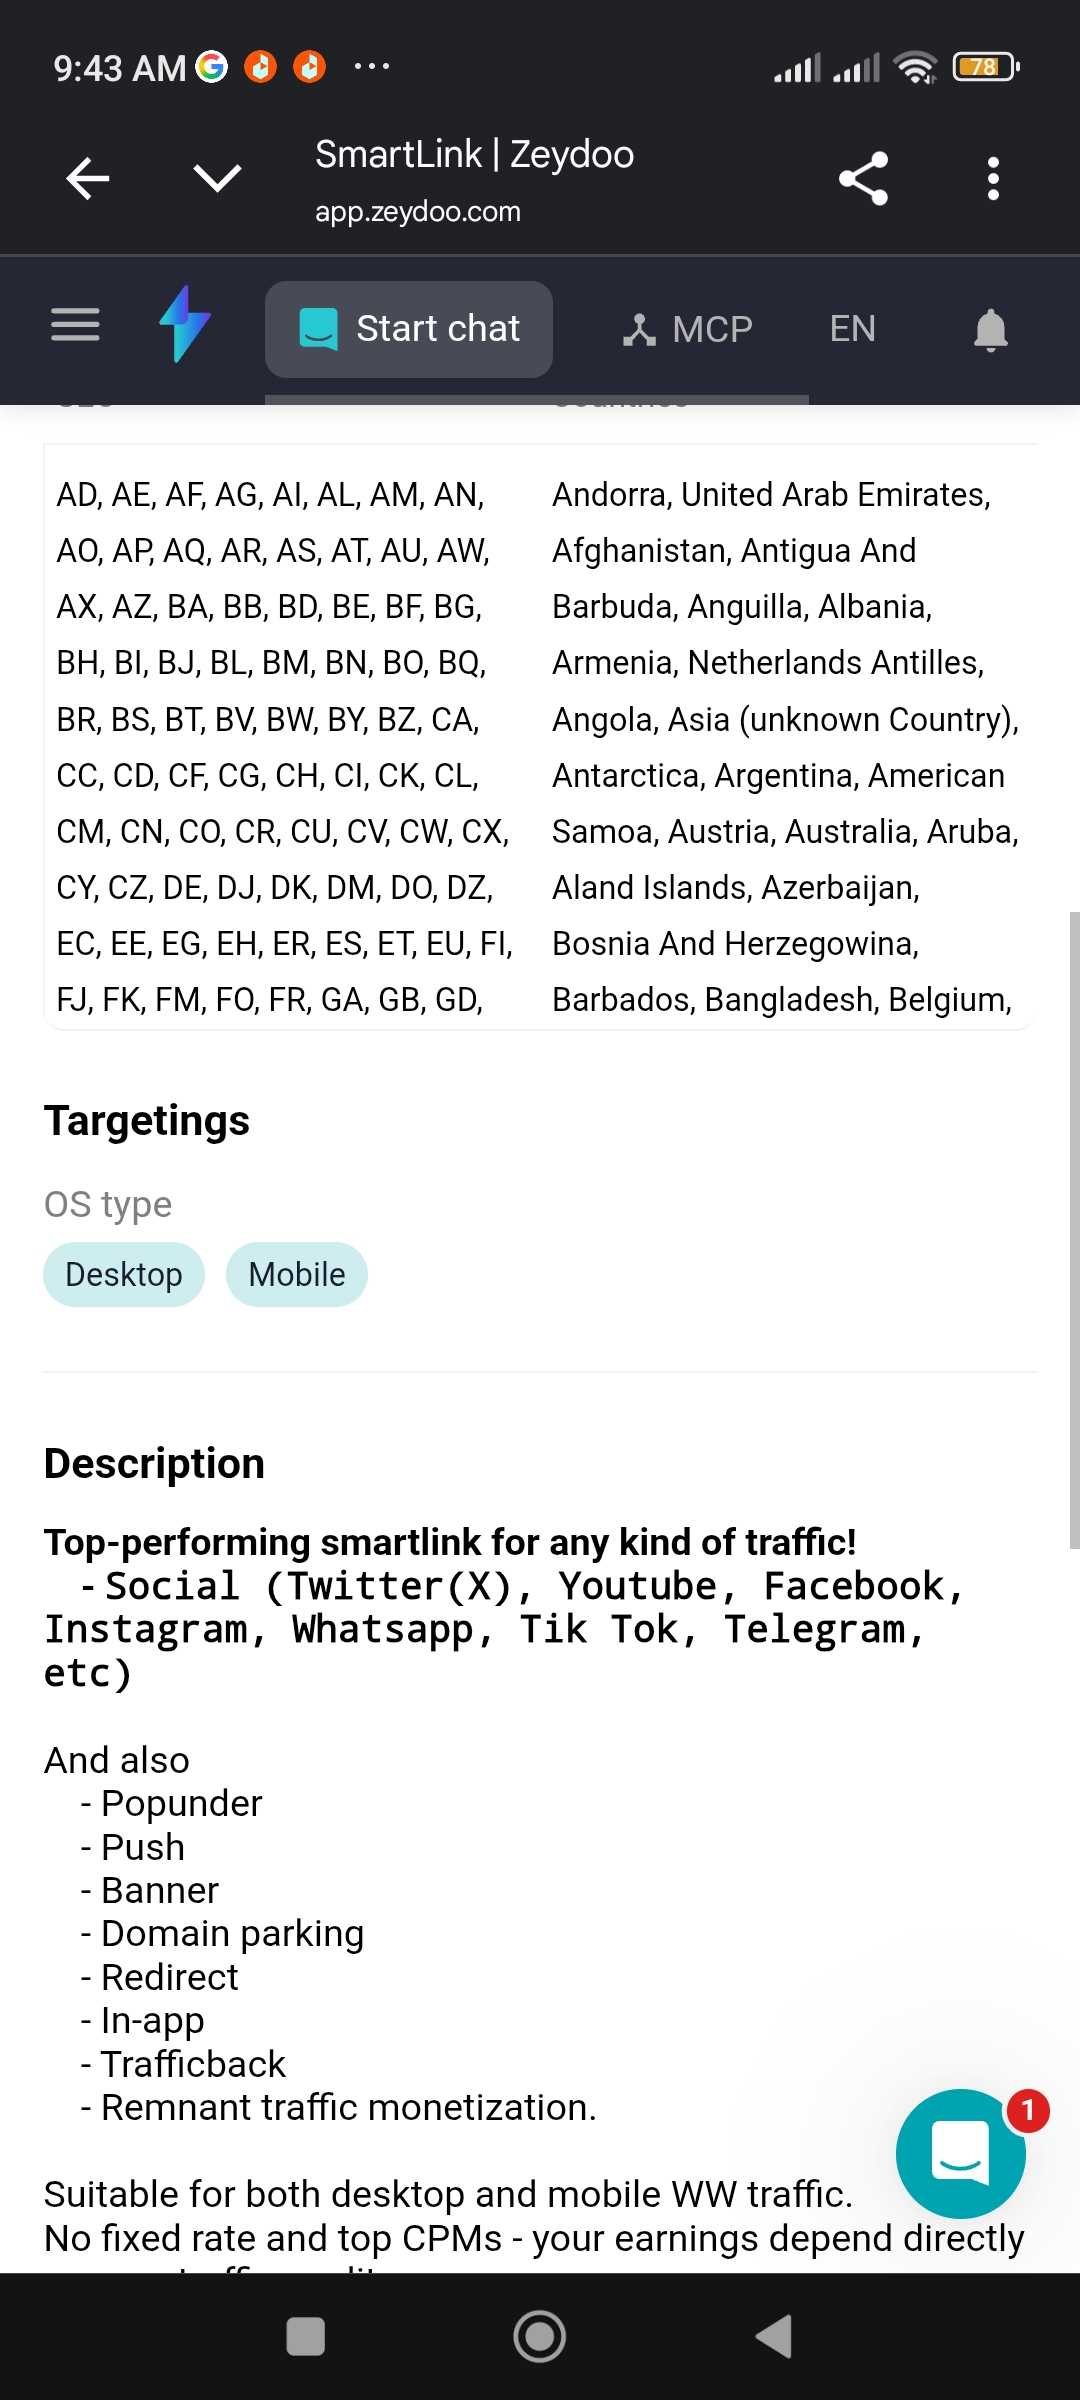 9:43 AM
78
SmartLink | Zeydoo
app.zeydoo.com
Start chat
MCP
EN
AD, AE, AF, AG, AI, AL, AM, AN,
AO, AP, AQ, AR, AS, AT, AU, AW,
AX, AZ, BA, BB, BD, BE, BF, BG,
BH, BI, BJ, BL, BM, BN, BO, BQ,
BR, BS, BT, BV, BW, BY, BZ, CA,
CC, CD, CF, CG, CH, CI, CK, CL,
CM, CN, CO, CR, CU, CV, CW, CX,
CY, CZ, DE, DJ, DK, DM, DO, DZ,
EC, EE, EG, EH, ER, ES, ET, EU, FI,
FJ, FK, FM, FO, FR, GA, GB, GD,
Andorra, United Arab Emirates,
Afghanistan, Antigua And
Barbuda, Anguilla, Albania,
Armenia, Netherlands Antilles,
Angola, Asia (unknown Country),
Antarctica, Argentina, American
Samoa, Austria, Australia, Aruba,
Aland Islands, Azerbaijan,
Bosnia And Herzegowina,
Barbados, Bangladesh, Belgium,
Targetings
OS type
Desktop
Mobile
Description
Top-performing smartlink for any kind of traffic!
- Social (Twitter(X), Youtube, Facebook,
Instagram, Whatsapp, Tik Tok, Telegram,
etc)
And also
- Popunder
- Push
- Banner
- Domain parking
- Redirect
- In-app
- Trafficback
- Remnant traffic monetization.
1
Suitable for both desktop and mobile WW traffic.
No fixed rate and top CPMs - your earnings depend directly